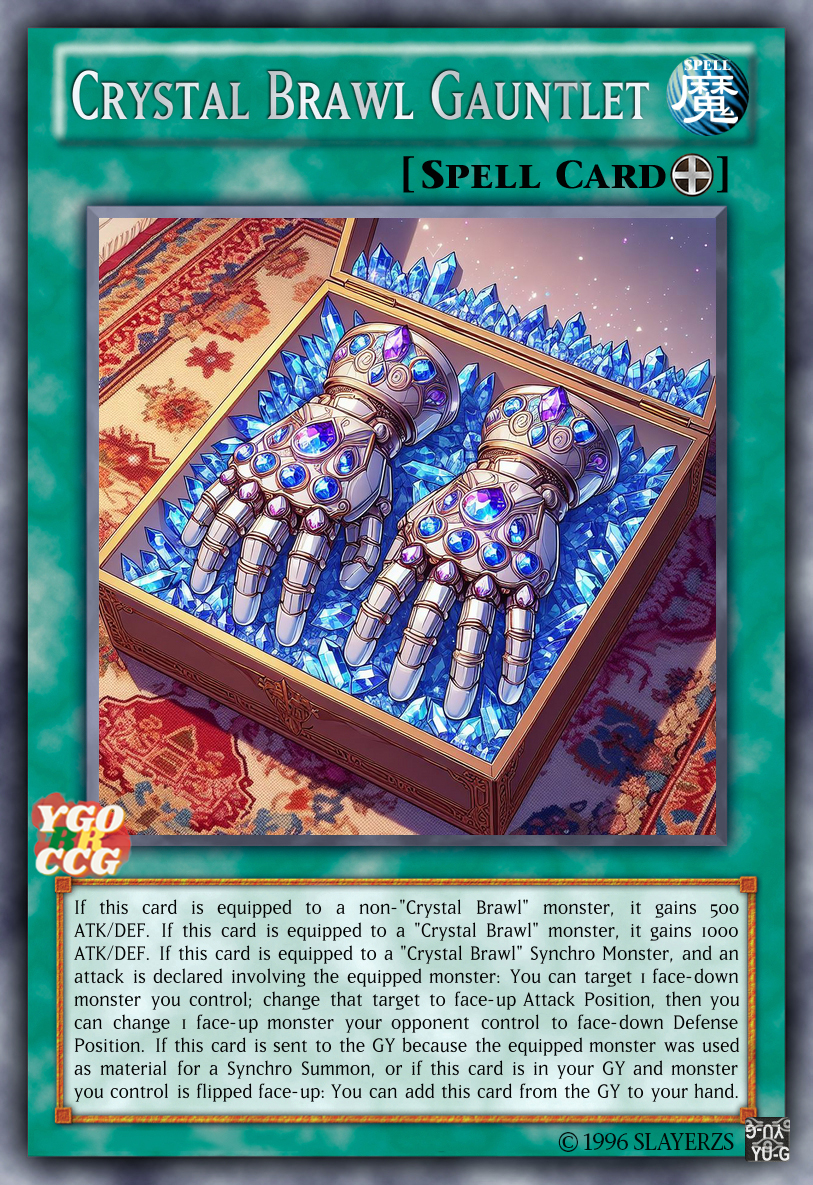 Crystal Brawl Gauntlet
SPELL
魔
[Spell Card]
YGO
BR
CCG
If this card is equipped to a non-"Crystal Brawl" monster, it gains 500
ATK/DEF. If this card is equipped to a "Crystal Brawl" monster, it gains 1000
ATK/DEF. If this card is equipped to a "Crystal Brawl" Synchro Monster, and an
attack is declared involving the equipped monster: You can target 1 face-down
monster you control; change that target to face-up Attack Position, then you
can change 1 face-up monster your opponent control to face-down Defense
Position. If this card is sent to the GY because the equipped monster was used
as material for a Synchro Summon, or if this card is in your GY and monster
you control is flipped face-up: You can add this card from the GY to your hand.
© 1996 SLAYERZS
YU-G
YU-G